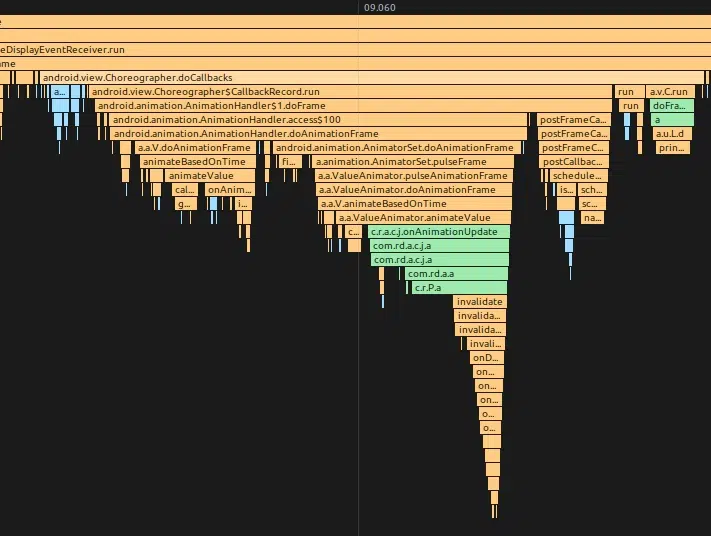 09.060
eDisplayEventReceiver.run
ame
android.view.Choreographer.doCallbacks
a... android.view.Choreographer$CallbackRecord.run run a.v.C.run
android.animation.AnimationHandler$1.doFrame run doFra...
android.animation.AnimationHandler.access$100 postFrameCa... a
android.animation.AnimationHandler.doAnimationFrame postFrameCa... a.u.L.d
a.a.V.doAnimationFrame android.animation.AnimatorSet.doAnimationFrame postFrameC... prin...
animateBasedOnTime fi... a.animation.AnimatorSet.pulseFrame postCallbac...
animateValue a.a.ValueAnimator.pulseAnimationFrame schedule...
cal... onAnim... a.a.ValueAnimator.doAnimationFrame is... sch...
g... i... a.a.V.animateBasedOnTime sc...
a.a.ValueAnimator.animateValue na...
c... c.r.a.c.j.onAnimationUpdate
com.rd.a.c.j.a
com.rd.a.c.j.a
com.rd.a.a
c.r.P.a
invalidate
invalida...
invalida...
invali...
onD...
on...
on...
on...
o...
o...